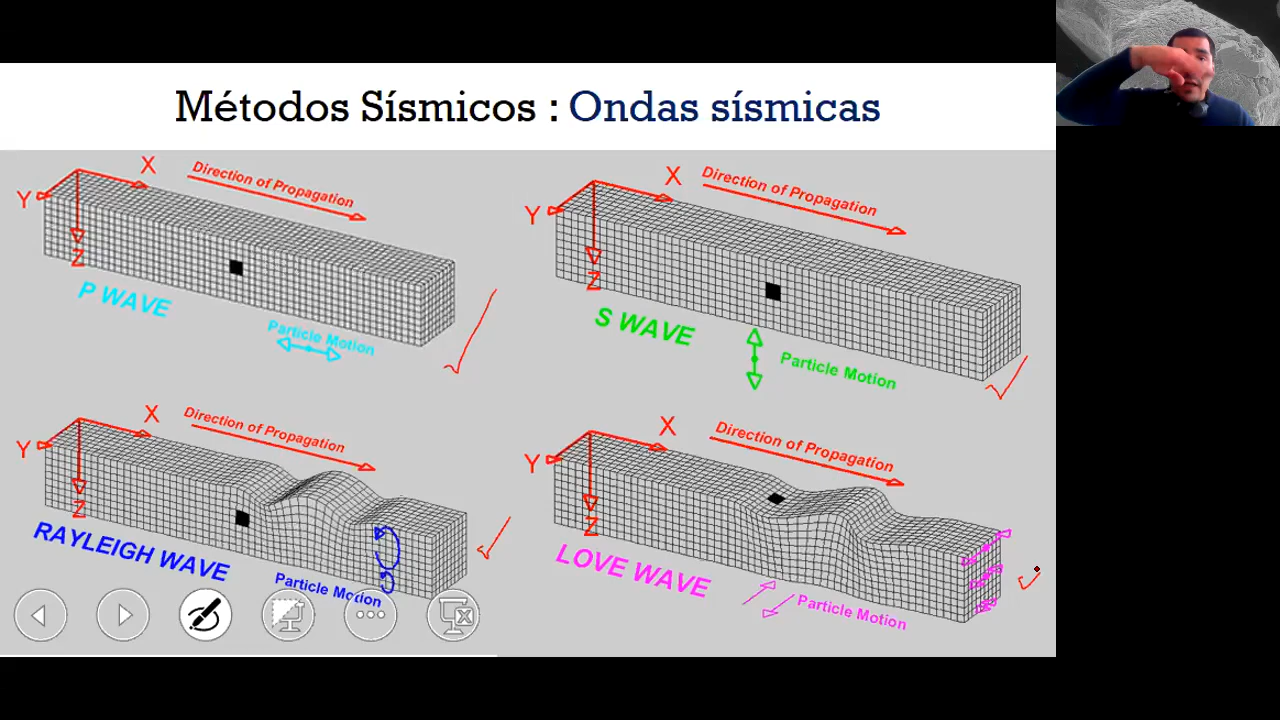 Métodos Sísmicos : Ondas sísmicas
X
Direction of Propagation
Y
Z
P WAVE
Particle Motion
X
Direction of Propagation
Y
Z
S WAVE
Particle Motion
X
Direction of Propagation
Y
Z
RAYLEIGH WAVE
Particle Motion
X
Direction of Propagation
Y
Z
LOVE WAVE
Particle Motion